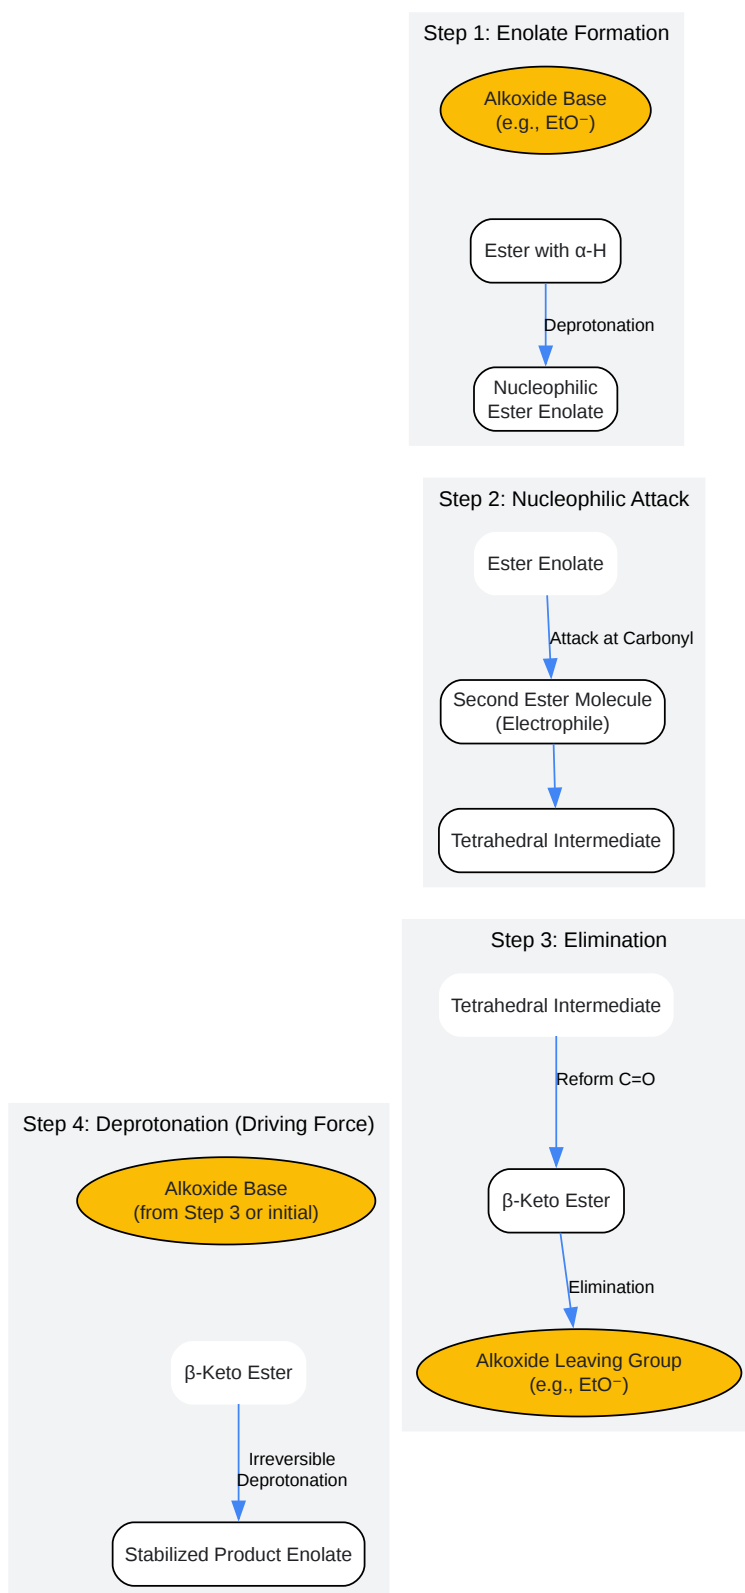 Step 1: Enolate Formation
Alkoxide Base
(e.g., EtO⁻)
Ester with α-H
Deprotonation
Nucleophilic
Ester Enolate
Step 2: Nucleophilic Attack
Ester Enolate
Attack at Carbonyl
Second Ester Molecule
(Electrophile)
Tetrahedral Intermediate
Step 3: Elimination
Tetrahedral Intermediate
Reform C=O
β-Keto Ester
Elimination
Alkoxide Leaving Group
(e.g., EtO⁻)
Step 4: Deprotonation (Driving Force)
Alkoxide Base
(from Step 3 or initial)
β-Keto Ester
Irreversible
Deprotonation
Stabilized Product Enolate